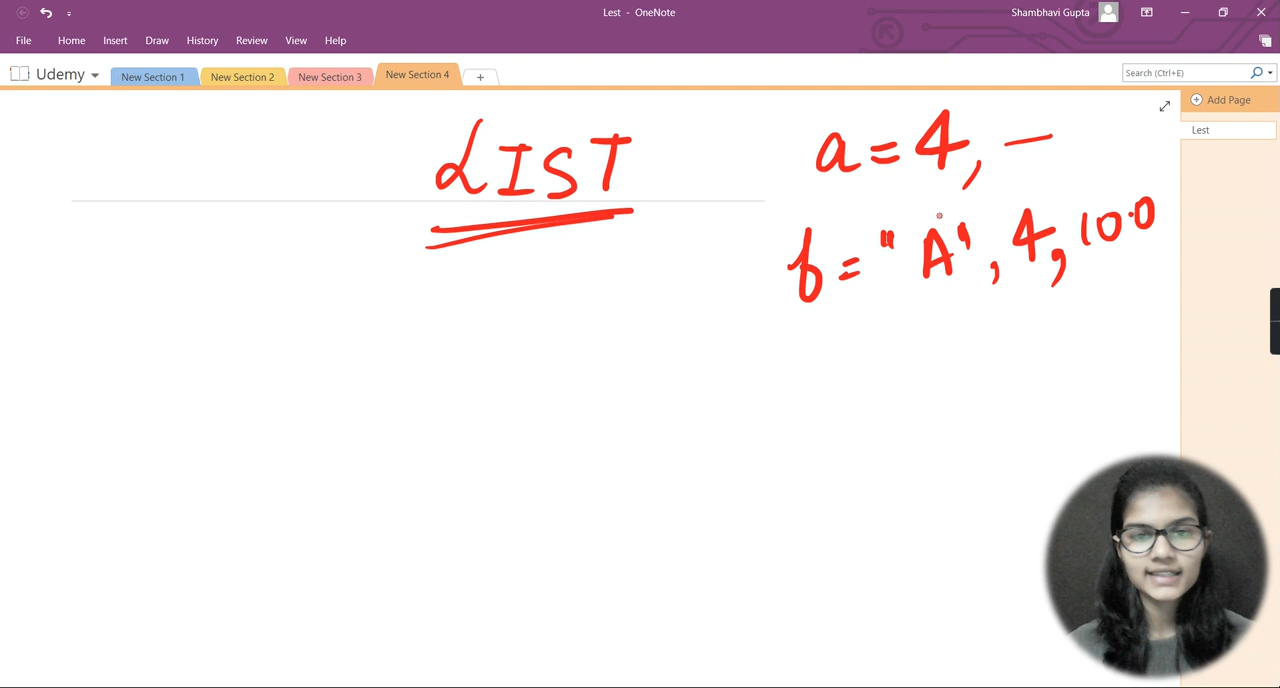 Lest - OneNote
Shambhavi Gupta
File Home Insert Draw History Review View Help
Udemy
New Section 1 New Section 2 New Section 3 New Section 4 +
Search (Ctrl+E)
Add Page
Lest
LIST
a = 4, —
b = "A", 4, 10.0